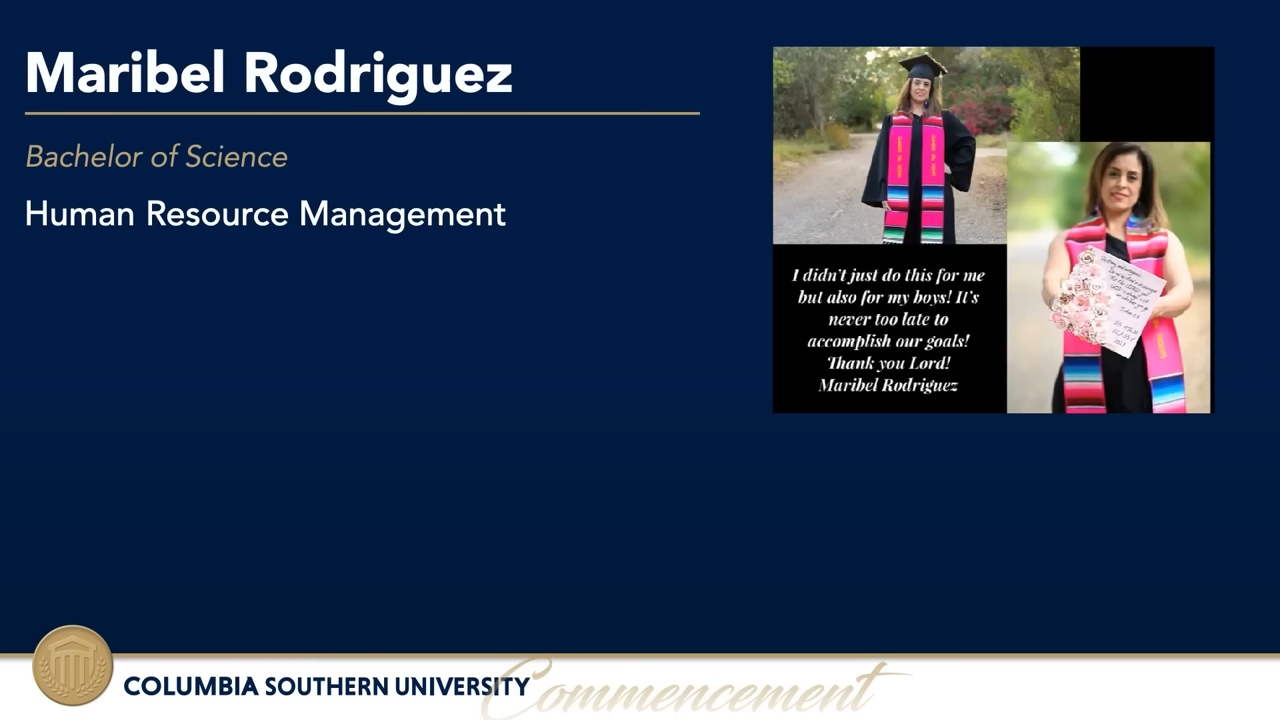 Maribel Rodriguez
Bachelor of Science
Human Resource Management
I didn't just do this for me
but also for my boys! It's
never too late to
accomplish our goals!
Thank you Lord!
Maribel Rodriguez
COLUMBIA SOUTHERN UNIVERSITY
Commencement